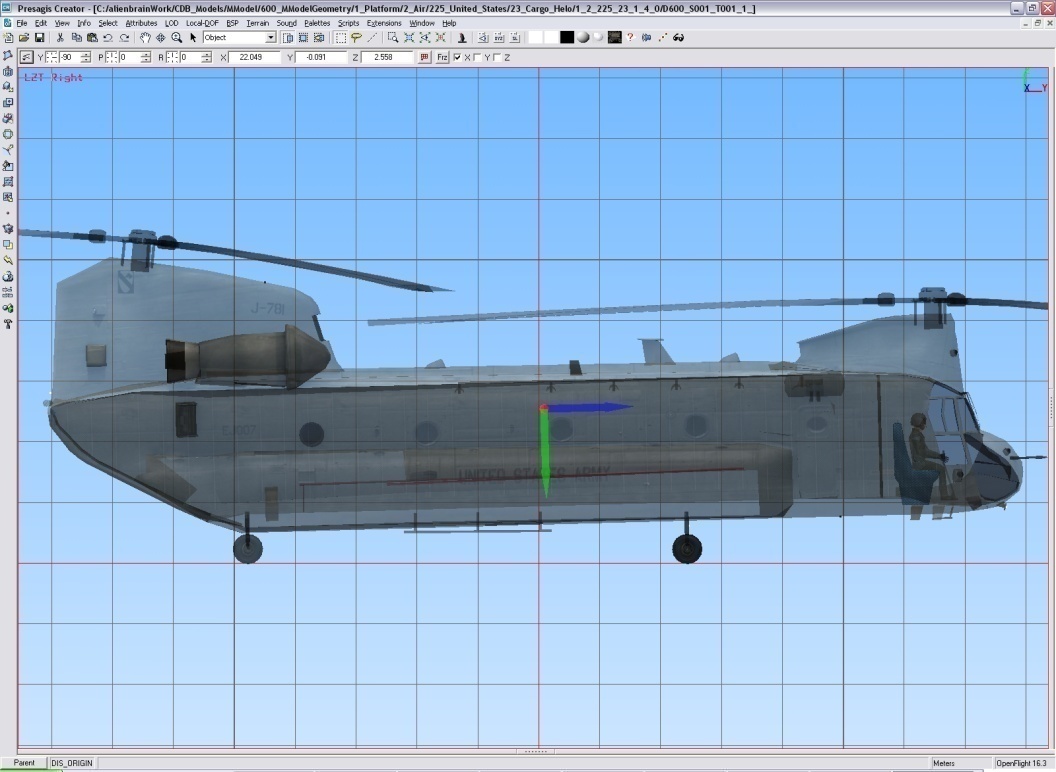 Presagis Creator - [C:/alienbrainWork/CDB_Models/MModel/600_MModelGeometry/1_Platform/2_Air/225_United_States/23_Cargo_Helo/1_2_225_23_1_4_0/D600_S001_T001_1_]
File Edit View Info Select Attributes LOD Local-DOF BSP Terrain Sound Palettes Scripts Extensions Window Help
Object
Y -90 P 0 R 0 X 22.049 Y -0.091 Z 2.558 Frz X Y Z
LZT Right
X Y
J-781
UNITED STATES ARMY
Parent DIS_ORIGIN Meters OpenFlight 16.3